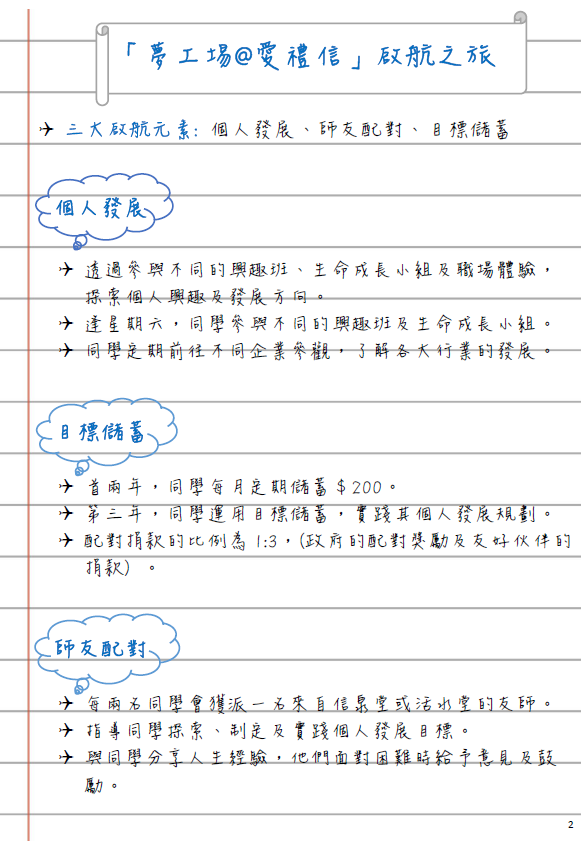 「夢工場@愛禮信」啟航之旅
三大啟航元素: 個人發展、師友配對、目標儲蓄
個人發展
透過參與不同的興趣班、生命成長小組及職場體驗，
探索個人興趣及發展方向。
逢星期六，同學參與不同的興趣班及生命成長小組。
同學定期前往不同企業參觀，了解各大行業的發展。
目標儲蓄
首兩年，同學每月定期儲蓄＄200。
第三年，同學運用目標儲蓄，實踐其個人發展規劃。
配對捐款的比例為 1:3，(政府的配對獎勵及友好伙伴的
捐款) 。
師友配對
每兩名同學會獲派一名來自信泉堂或活水堂的友師。
指導同學探索、制定及實踐個人發展目標。
與同學分享人生經驗，他們面對困難時給予意見及鼓
勵。
2